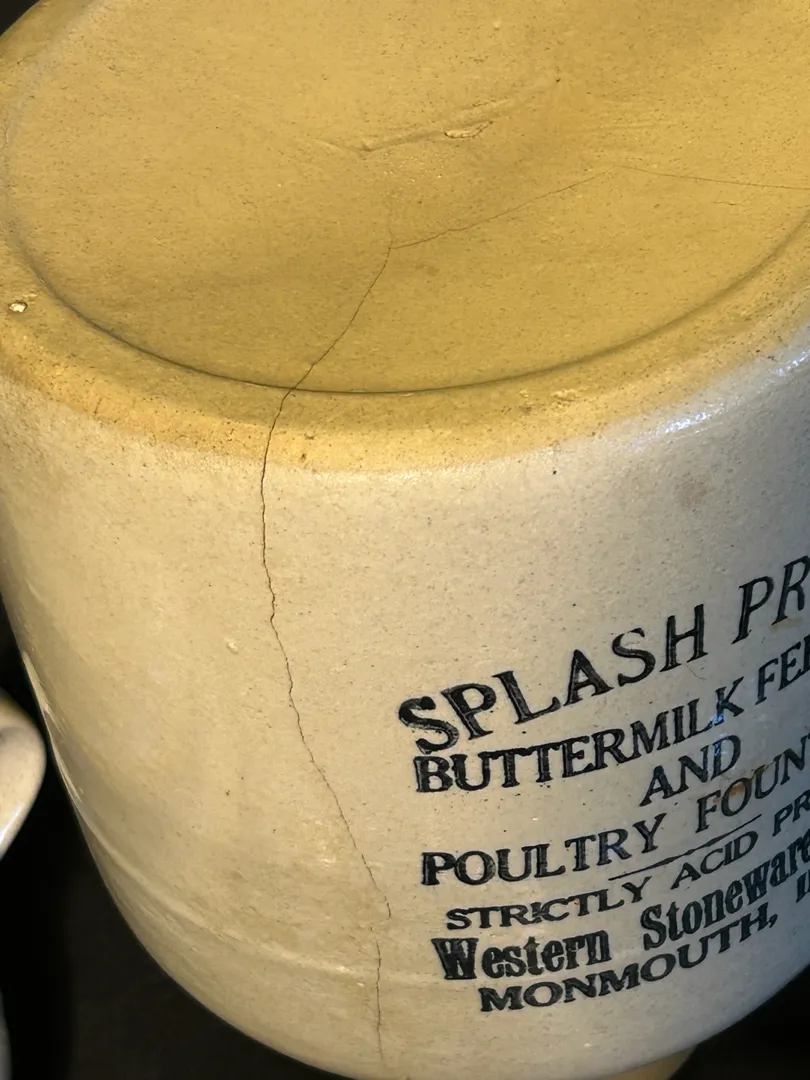 SPLASH PR
BUTTERMILK FE
AND
POULTRY FOUN
STRICTLY ACID PR
Western Stoneware
MONMOUTH,